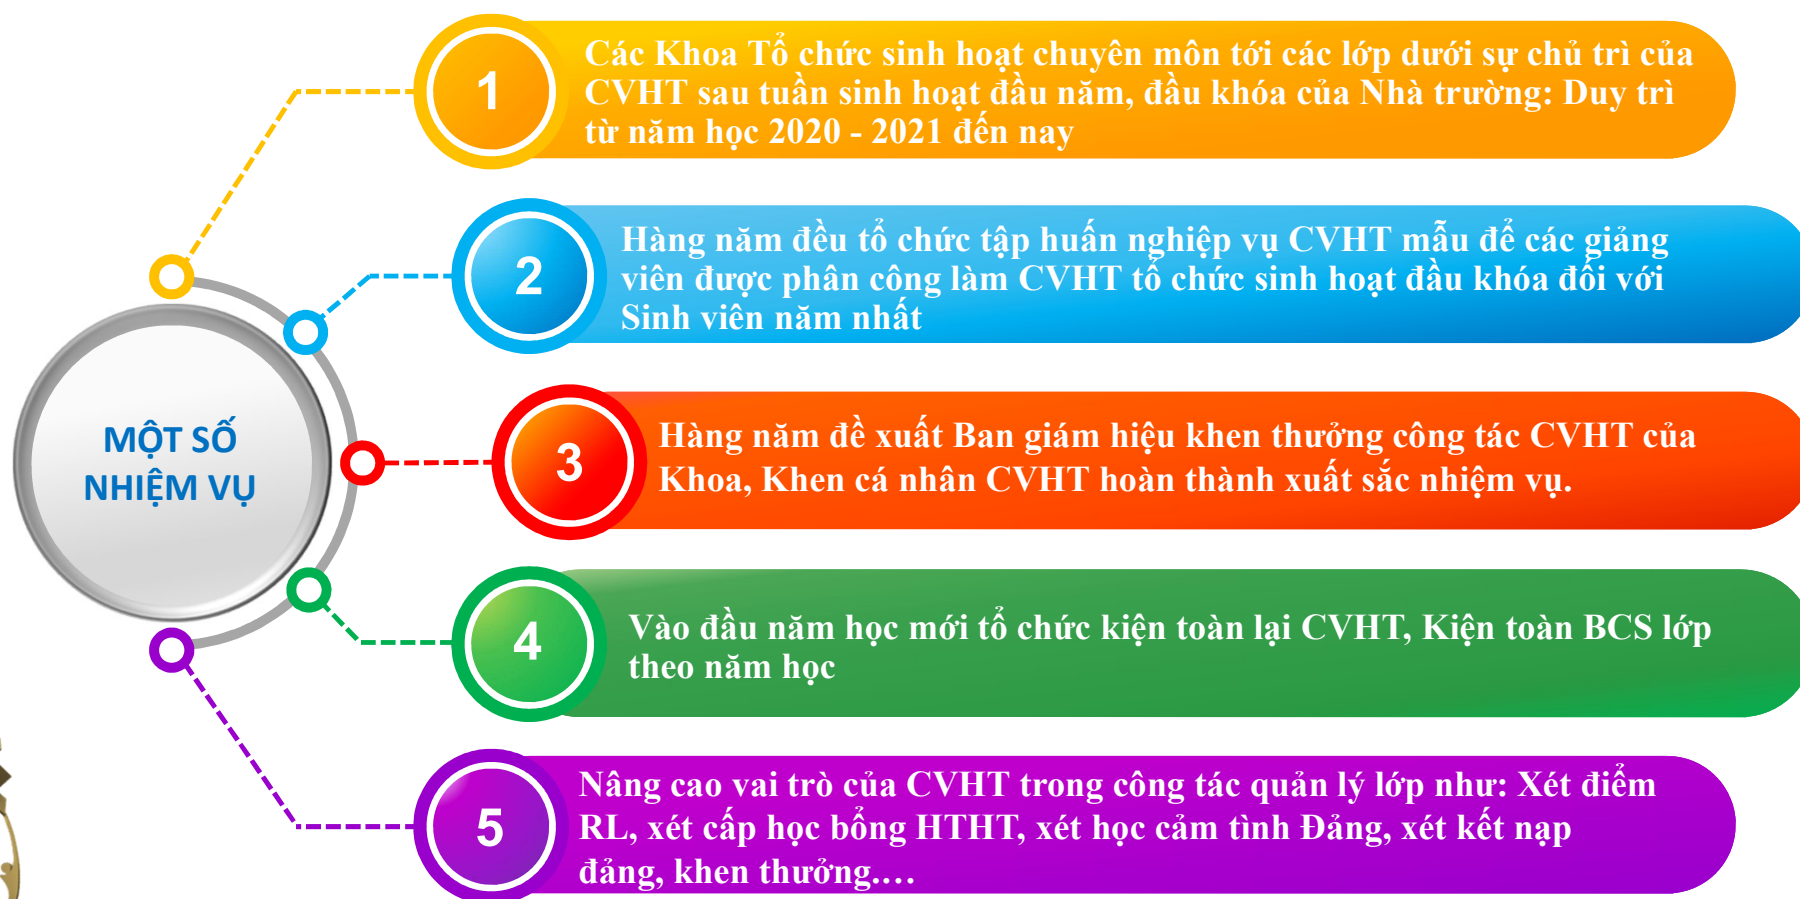 1
Các Khoa Tổ chức sinh hoạt chuyên môn tới các lớp dưới sự chủ trì của
CVHT sau tuần sinh hoạt đầu năm, đầu khóa của Nhà trường: Duy trì
từ năm học 2020 - 2021 đến nay
2
Hàng năm đều tổ chức tập huấn nghiệp vụ CVHT mẫu để các giảng
viên được phân công làm CVHT tổ chức sinh hoạt đầu khóa đối với
Sinh viên năm nhất
MỘT SỐ
NHIỆM VỤ
3
Hàng năm đề xuất Ban giám hiệu khen thưởng công tác CVHT của
Khoa, Khen cá nhân CVHT hoàn thành xuất sắc nhiệm vụ.
4
Vào đầu năm học mới tổ chức kiện toàn lại CVHT, Kiện toàn BCS lớp
theo năm học
5
Nâng cao vai trò của CVHT trong công tác quản lý lớp như: Xét điểm
RL, xét cấp học bổng HTHT, xét học cảm tình Đảng, xét kết nạp
đảng, khen thưởng.…